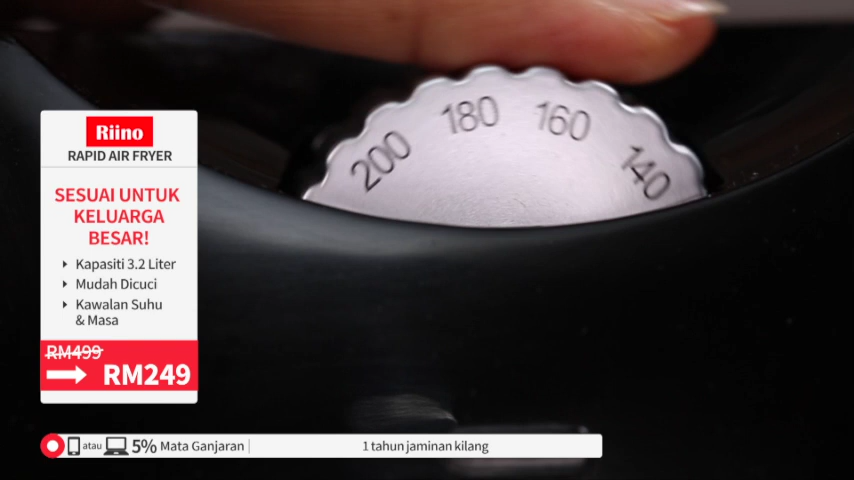 200 180 160 140
Riino
RAPID AIR FRYER
SESUAI UNTUK
KELUARGA
BESAR!
Kapasiti 3.2 Liter
Mudah Dicuci
Kawalan Suhu
& Masa
RM499
RM249
atau 5% Mata Ganjaran 1 tahun jaminan kilang